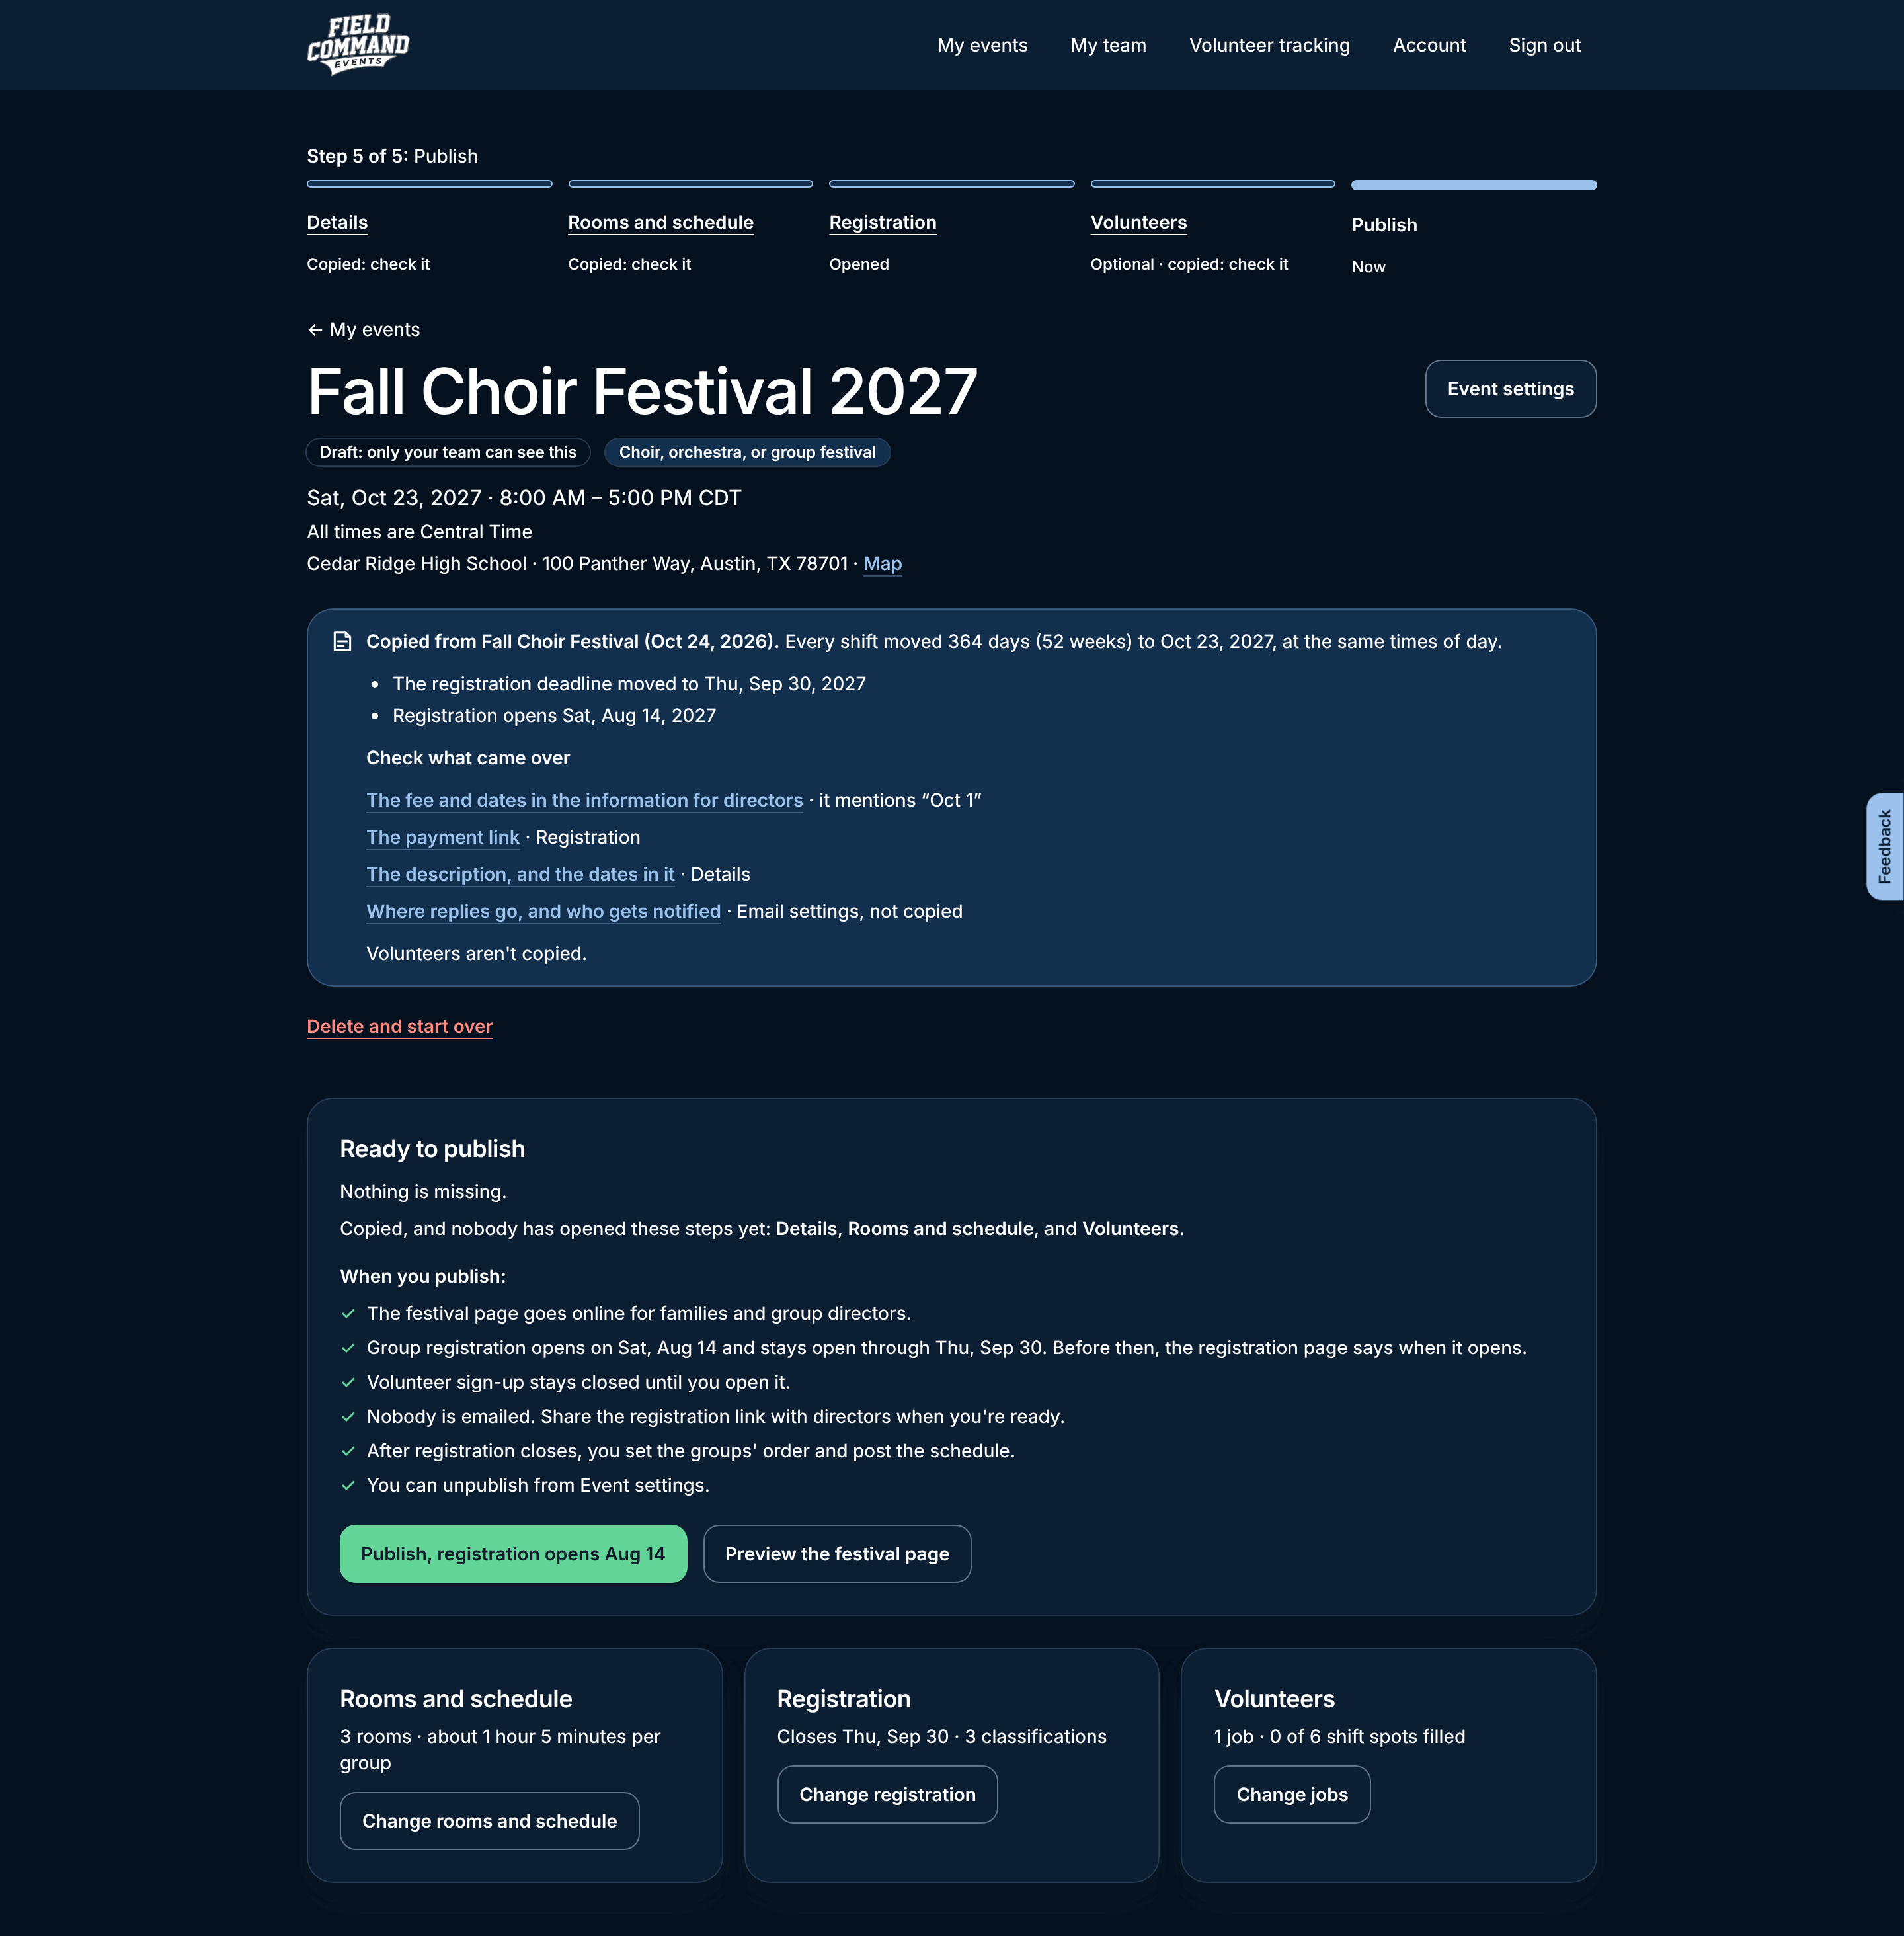 FIELD
COMMAND
EVENTS
My events
My team
Volunteer tracking
Account
Sign out
Step 5 of 5: Publish
Details
Copied: check it
Rooms and schedule
Copied: check it
Registration
Opened
Volunteers
Optional · copied: check it
Publish
Now
← My events
Fall Choir Festival 2027
Event settings
Draft: only your team can see this
Choir, orchestra, or group festival
Sat, Oct 23, 2027 · 8:00 AM – 5:00 PM CDT
All times are Central Time
Cedar Ridge High School · 100 Panther Way, Austin, TX 78701 · Map
Copied from Fall Choir Festival (Oct 24, 2026). Every shift moved 364 days (52 weeks) to Oct 23, 2027, at the same times of day.
• The registration deadline moved to Thu, Sep 30, 2027
• Registration opens Sat, Aug 14, 2027
Check what came over
The fee and dates in the information for directors · it mentions “Oct 1”
The payment link · Registration
The description, and the dates in it · Details
Where replies go, and who gets notified · Email settings, not copied
Volunteers aren't copied.
Feedback
Delete and start over
Ready to publish
Nothing is missing.
Copied, and nobody has opened these steps yet: Details, Rooms and schedule, and Volunteers.
When you publish:
The festival page goes online for families and group directors.
Group registration opens on Sat, Aug 14 and stays open through Thu, Sep 30. Before then, the registration page says when it opens.
Volunteer sign-up stays closed until you open it.
Nobody is emailed. Share the registration link with directors when you're ready.
After registration closes, you set the groups' order and post the schedule.
You can unpublish from Event settings.
Publish, registration opens Aug 14
Preview the festival page
Rooms and schedule
3 rooms · about 1 hour 5 minutes per
group
Change rooms and schedule
Registration
Closes Thu, Sep 30 · 3 classifications
Change registration
Volunteers
1 job · 0 of 6 shift spots filled
Change jobs